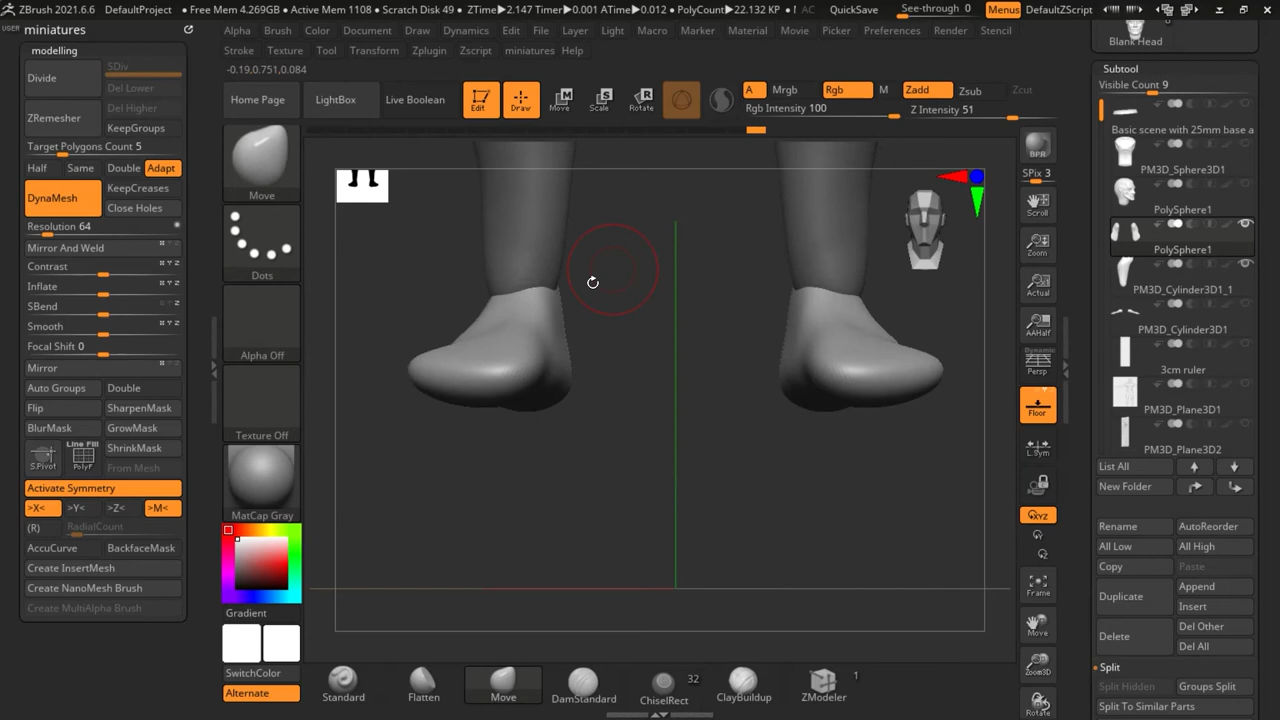 ZBrush 2021.6.6 DefaultProject • Free Mem 4.269GB • Active Mem 1108 • Scratch Disk 49 • ZTime▸2.147 Timer▸0.001 ATime▸0.012 • PolyCount▸22.132 KP • M AC QuickSave See-through 0 Menus DefaultZScript
USER miniatures
Alpha Brush Color Document Draw Dynamics Edit File Layer Light Macro Marker Material Movie Picker Preferences Render Stencil
Stroke Texture Tool Transform Zplugin Zscript miniatures Help
modelling
-0.19,0.751,0.084
Divide
SDiv
Del Lower
ZRemesher
Del Higher
KeepGroups
Target Polygons Count 5
Half Same Double Adapt
DynaMesh
KeepCreases
Close Holes
Resolution 64
Mirror And Weld
Contrast
Inflate
SBend
Smooth
Focal Shift 0
Mirror
Auto Groups Double
Flip SharpenMask
BlurMask GrowMask
S.Pivot
Line Fill
PolyF
ShrinkMask
From Mesh
Activate Symmetry
>X< >Y< >Z< >M<
(R) RadialCount
AccuCurve BackfaceMask
Create InsertMesh
Create NanoMesh Brush
Create MultiAlpha Brush
Home Page LightBox Live Boolean Edit Draw Move Scale Rotate
A Mrgb Rgb M Zadd Zsub Zcut
Rgb Intensity 100 Z Intensity 51
Move
Dots
Alpha Off
Texture Off
MatCap Gray
Gradient
SwitchColor
Alternate
Standard Flatten Move DamStandard ChiselRect 32 ClayBuildup ZModeler 1
BPR
SPix 3
Scroll
Zoom
Actual
AAHalf
Dynamic
Persp
Floor
L.Sym
XYZ
Frame
Move
Zoom3D
Rotate
Blank Head
Subtool
Visible Count 9
Basic scene with 25mm base a
PM3D_Sphere3D1
PolySphere1
PolySphere1
PM3D_Cylinder3D1_1
PM3D_Cylinder3D1
3cm ruler
PM3D_Plane3D1
PM3D_Plane3D2
List All
New Folder
Rename AutoReorder
All Low All High
Copy Paste
Duplicate Append
Insert
Delete Del Other
Del All
Split
Split Hidden Groups Split
Split To Similar Parts